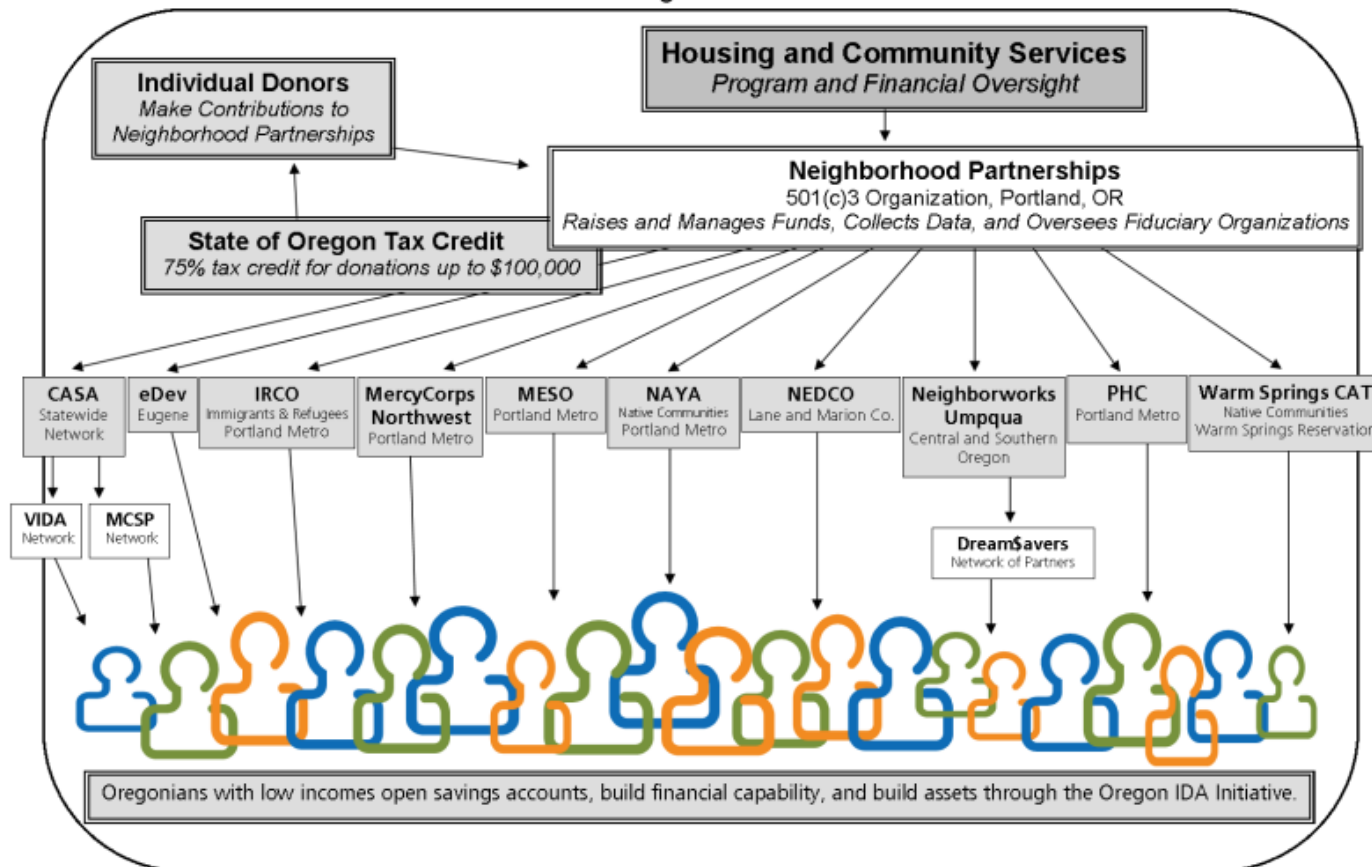 Housing and Community Services
Program and Financial Oversight
Individual Donors
Make Contributions to
Neighborhood Partnerships
Neighborhood Partnerships
501(c)3 Organization, Portland, OR
Raises and Manages Funds, Collects Data, and Oversees Fiduciary Organizations
State of Oregon Tax Credit
75% tax credit for donations up to $100,000
CASA
Statewide
Network
eDev
Eugene
IRCO
Immigrants & Refugees
Portland Metro
MercyCorps
Northwest
Portland Metro
MESO
Portland Metro
NAYA
Native Communities
Portland Metro
NEDCO
Lane and Marion Co.
Neighborworks
Umpqua
Central and Southern
Oregon
PHC
Portland Metro
Warm Springs CAT
Native Communities
Warm Springs Reservation
VIDA
Network
MCSP
Network
Dream$avers
Network of Partners
Oregonians with low incomes open savings accounts, build financial capability, and build assets through the Oregon IDA Initiative.